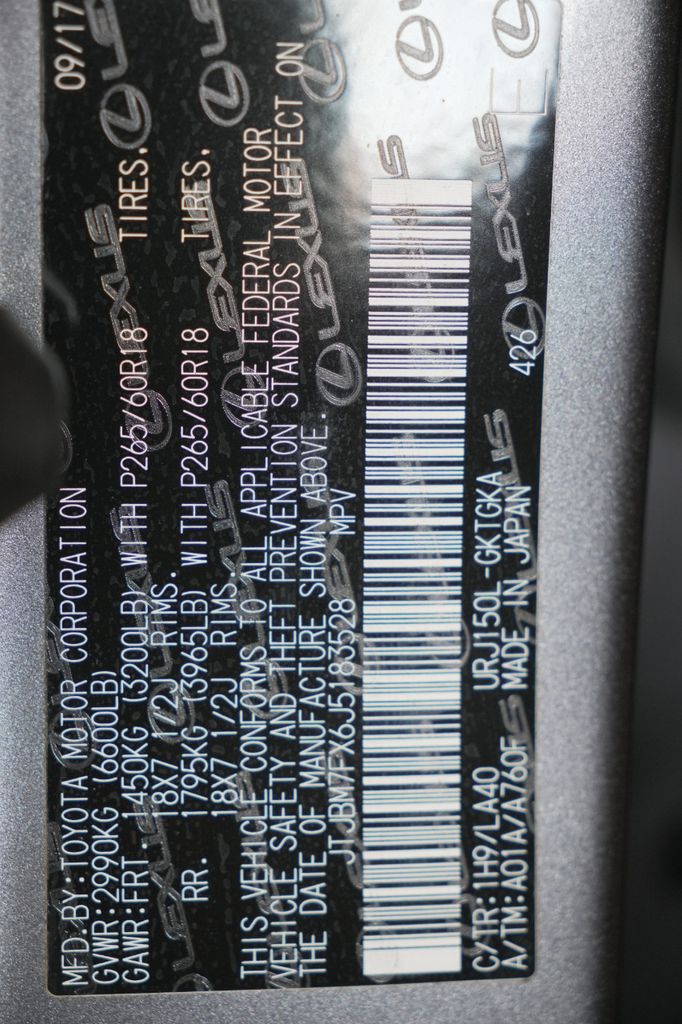 MFD.BY:TOYOTA MOTOR CORPORATION 09/17
GVWR:2990KG (6600LB)
GAWR:FRT. 1450KG (3200LB) WITH P265/60R18 TIRES,
18X7 1/2J RIMS.
RR. 1795KG (3965LB) WITH P265/60R18 TIRES,
18X7 1/2J RIMS.
THIS VEHICLE CONFORMS TO ALL APPLICABLE FEDERAL MOTOR
VEHICLE SAFETY AND THEFT PREVENTION STANDARDS IN EFFECT ON
THE DATE OF MANUFACTURE SHOWN ABOVE.
JTJBM7FX6J5183528 MPV
C/TR:1H9/LA40 URJ150L-GKTGKA
A/TM:A01A/A760F MADE IN JAPAN 426
E
LEXUS